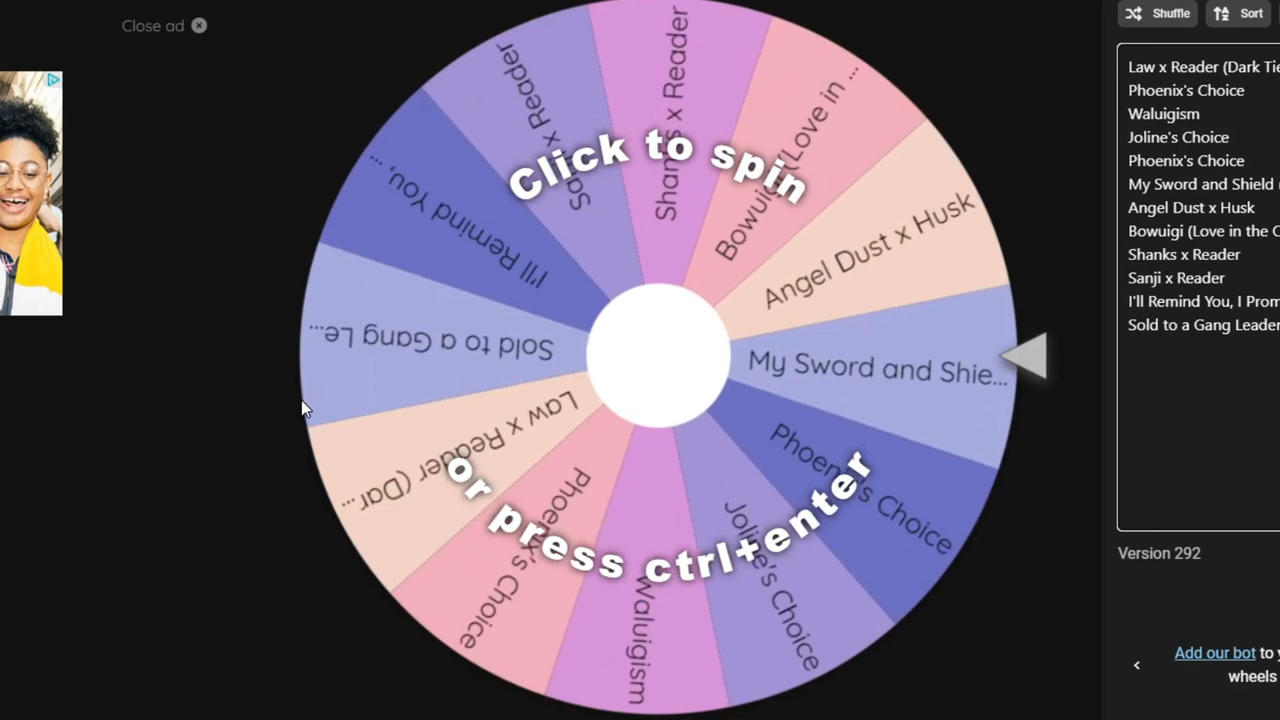 Close ad
Shuffle
Sort
Click to spin
or press ctrl+enter
Shanks x Reader
Bowuigi (Love in ...
Angel Dust x Husk
My Sword and Shie...
Phoenix's Choice
Joline's Choice
Waluigism
Phoenix's Choice
Law x Reader (Dar...
Sold to a Gang Le...
I'll Remind You, ...
Sanji x Reader
Law x Reader (Dark Tie
Phoenix's Choice
Waluigism
Joline's Choice
Phoenix's Choice
My Sword and Shield
Angel Dust x Husk
Bowuigi (Love in the C
Shanks x Reader
Sanji x Reader
I'll Remind You, I Prom
Sold to a Gang Leader
Version 292
Add our bot to y
wheels